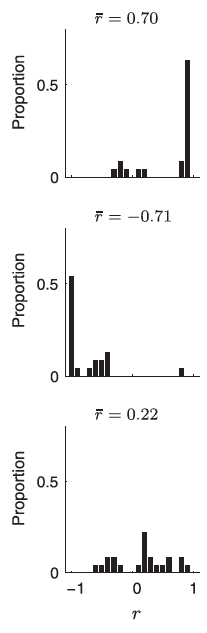 r̄ = 0.70
Proportion
0.5
0
r̄ = −0.71
Proportion
0.5
0
r̄ = 0.22
Proportion
0.5
0
−1 0 1
r